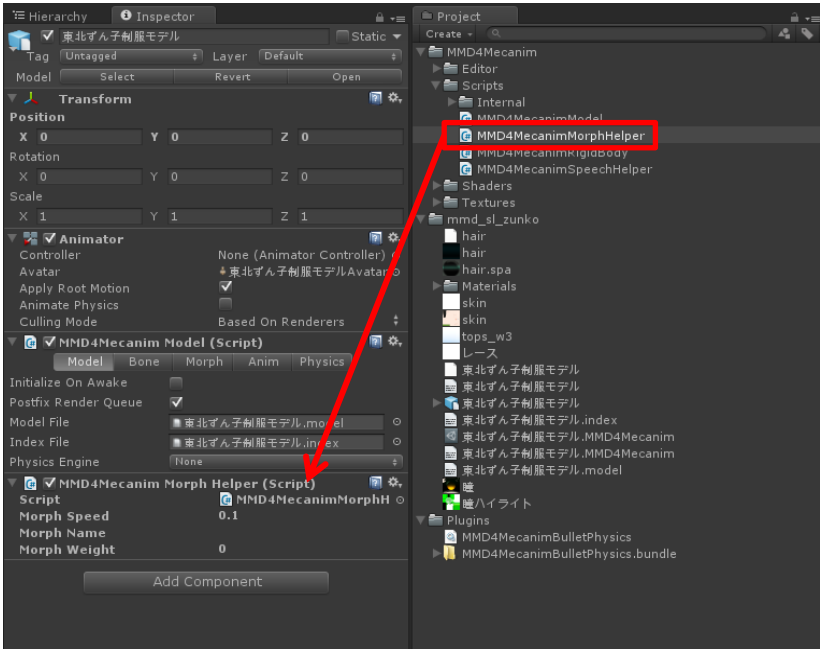 Hierarchy
Inspector
東北ずん子制服モデル
Static
Tag Untagged Layer Default
Model Select Revert Open
Transform
Position
X 0 Y 0 Z 0
Rotation
X 0 Y 0 Z 0
Scale
X 1 Y 1 Z 1
Animator
Controller None (Animator Controller)
Avatar 東北ずん子制服モデルAvatar
Apply Root Motion
Animate Physics
Culling Mode Based On Renderers
MMD4Mecanim Model (Script)
Model Bone Morph Anim Physics
Initialize On Awake
Postfix Render Queue
Model File 東北ずん子制服モデル.model
Index File 東北ずん子制服モデル.index
Physics Engine None
MMD4Mecanim Morph Helper (Script)
Script MMD4MecanimMorphH
Morph Speed 0.1
Morph Name
Morph Weight 0
Add Component
Project
Create
MMD4Mecanim
Editor
Scripts
Internal
MMD4MecanimModel
MMD4MecanimMorphHelper
MMD4MecanimRigidBody
MMD4MecanimSpeechHelper
Shaders
Textures
mmd_sl_zunko
hair
hair
hair.spa
Materials
skin
skin
tops_w3
レース
東北ずん子制服モデル
東北ずん子制服モデル
東北ずん子制服モデル
東北ずん子制服モデル.index
東北ずん子制服モデル.MMD4Mecanim
東北ずん子制服モデル.MMD4Mecanim
東北ずん子制服モデル.model
瞳
瞳ハイライト
Plugins
MMD4MecanimBulletPhysics
MMD4MecanimBulletPhysics.bundle